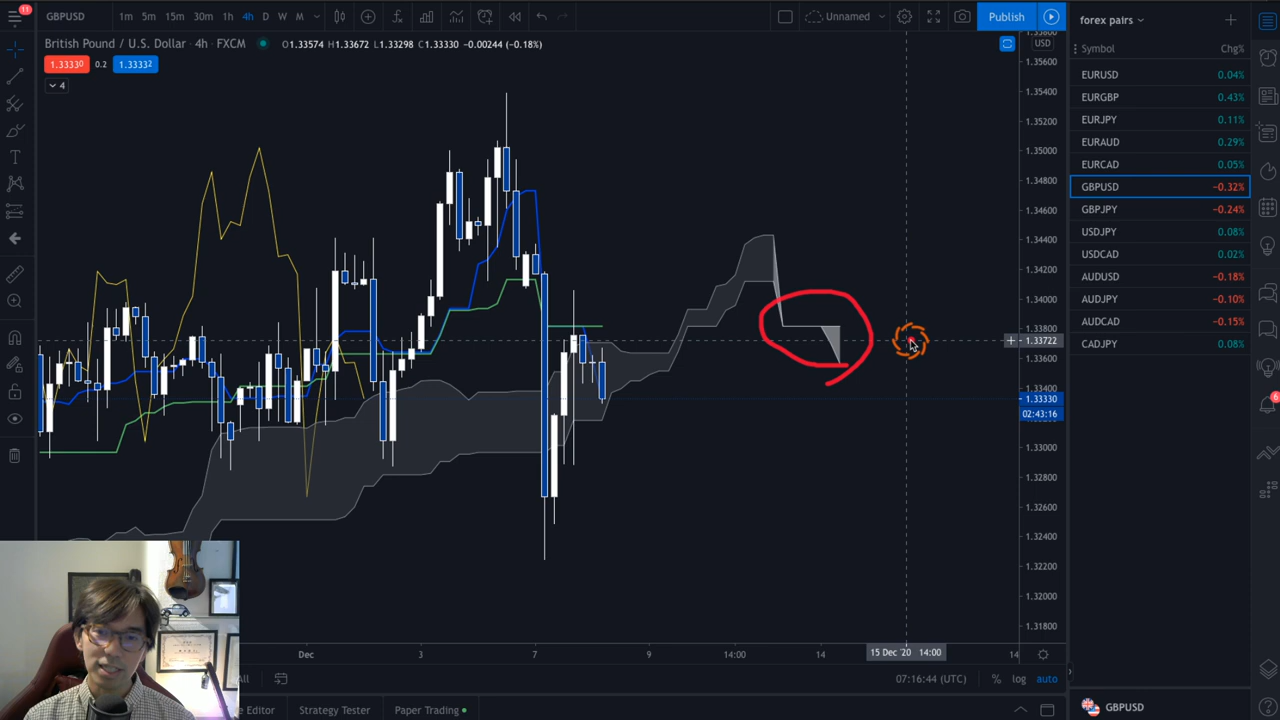 11
GBPUSD
1m 5m 15m 30m 1h 4h D W M
Unnamed
Publish
forex pairs
British Pound / U.S. Dollar · 4h · FXCM
O1.33574 H1.33672 L1.33298 C1.33330 −0.00244 (−0.18%)
USD
1.33330 0.2 1.33332
4
Symbol Chg%
EURUSD 0.04%
EURGBP 0.43%
EURJPY 0.11%
EURAUD 0.29%
EURCAD 0.05%
GBPUSD −0.32%
GBPJPY −0.24%
USDJPY 0.08%
USDCAD 0.02%
AUDUSD −0.18%
AUDJPY −0.10%
AUDCAD −0.15%
CADJPY 0.08%
6
1.35600
1.35400
1.35200
1.35000
1.34800
1.34600
1.34400
1.34200
1.34000
1.33800
1.33722
1.33600
1.33400
1.33330
02:43:16
1.33000
1.32800
1.32600
1.32400
1.32200
1.32000
1.31800
Dec 3 7 9 14:00 14 15 Dec '20 14:00 14
All
07:16:44 (UTC) % log auto
e Editor Strategy Tester Paper Trading
GBPUSD